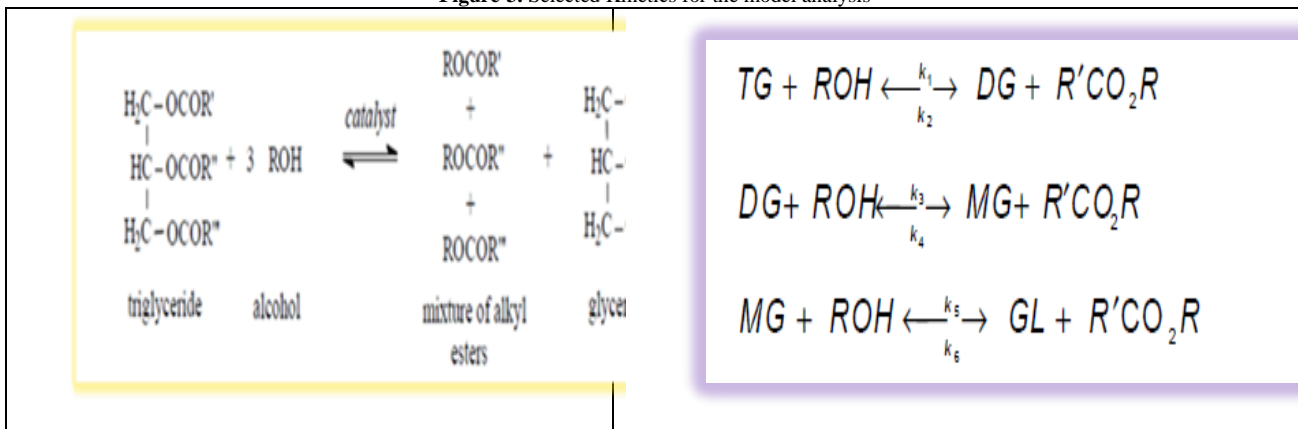 Figure 3. Selected Kinetics for the model analysis
ROCOR'
H₂C-OCOR' + H₂C-
catalyst
HC-OCOR" + 3 ROH ⇌ ROCOR" + HC-
H₂C-OCOR''' + H₂C-
ROCOR'''
triglyceride alcohol mixture of alkyl
esters
TG + ROH ⟷ DG + R′CO₂R
k₁
k₂
DG+ ROH ⟷ MG+ R′CO₂R
k₃
k₄
MG + ROH ⟷ GL + R′CO₂R
k₅
k₆